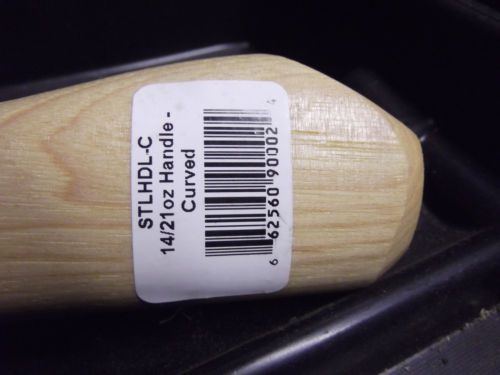 STLHDL-C
14/21oz Handle -
Curved
6 62560 90002 4